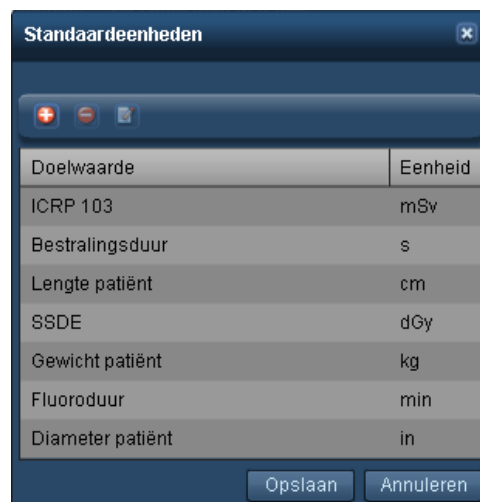 Standaardeenheden
Doelwaarde Eenheid
ICRP 103 mSv
Bestralingsduur s
Lengte patiënt cm
SSDE dGy
Gewicht patiënt kg
Fluoroduur min
Diameter patiënt in
Opslaan Annuleren